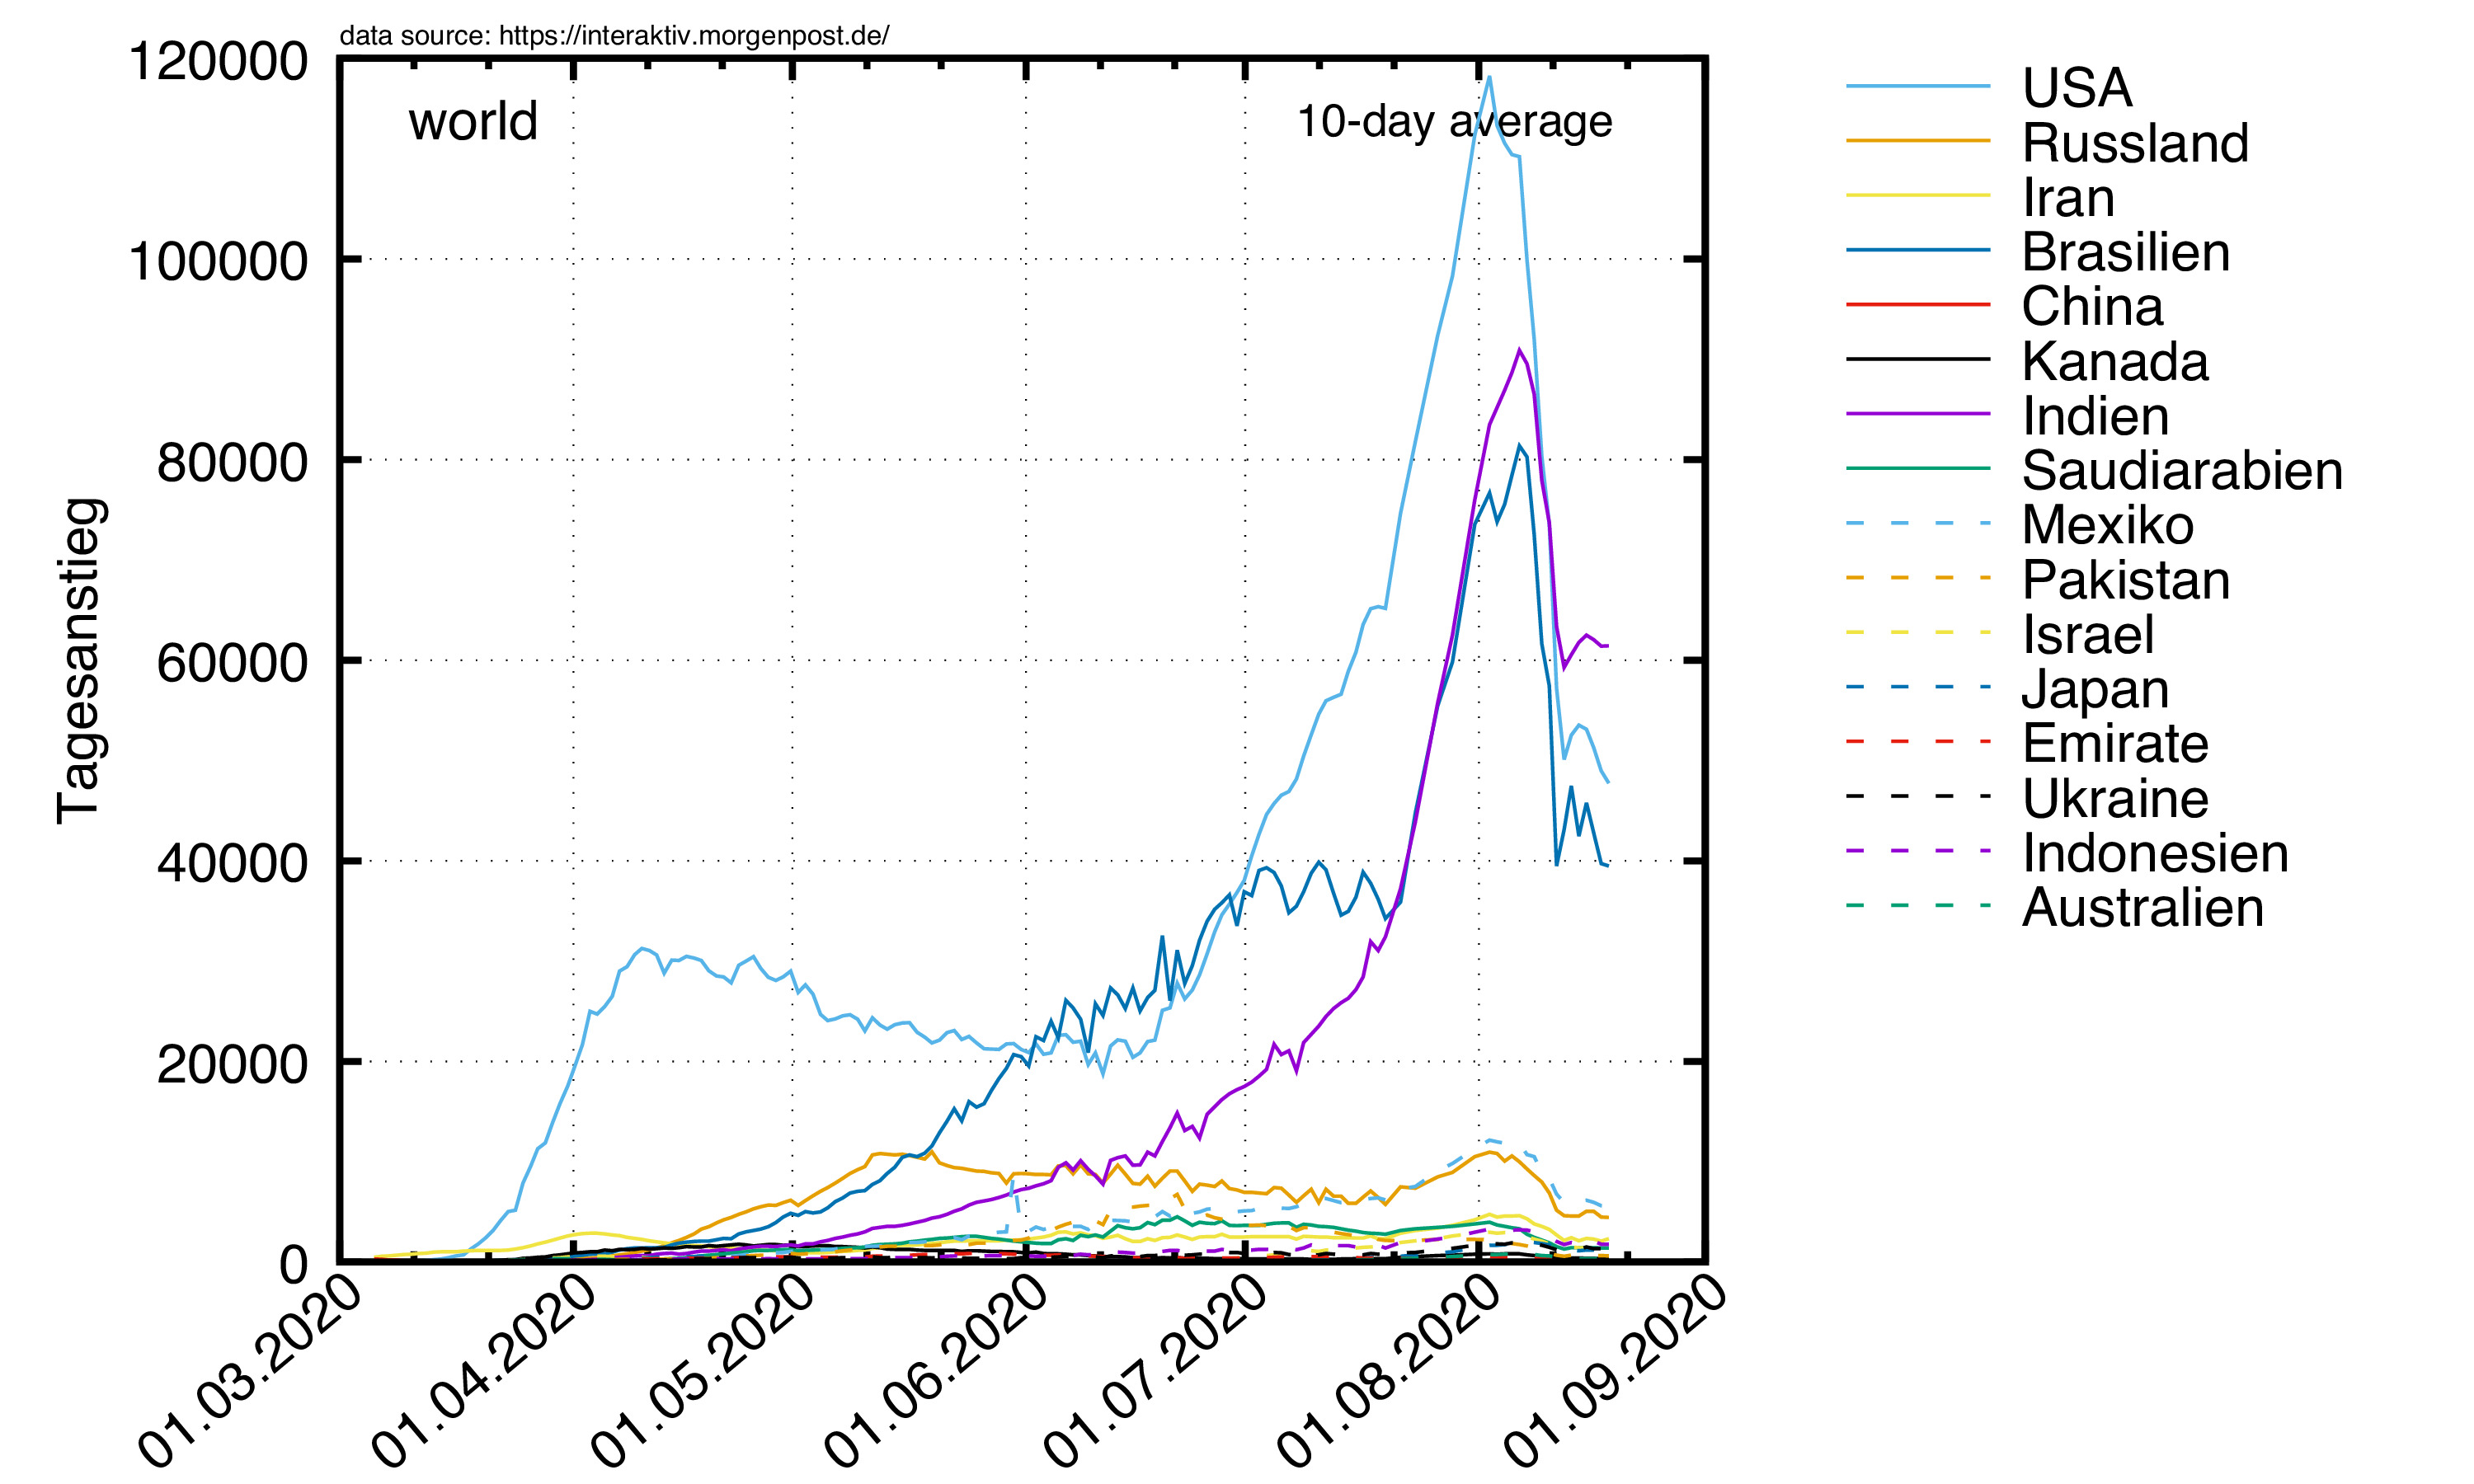 data source: https://interaktiv.morgenpost.de/
world
10-day average
Tagesanstieg
120000
100000
80000
60000
40000
20000
0
01.03.2020
01.04.2020
01.05.2020
01.06.2020
01.07.2020
01.08.2020
01.09.2020
USA
Russland
Iran
Brasilien
China
Kanada
Indien
Saudiarabien
Mexiko
Pakistan
Israel
Japan
Emirate
Ukraine
Indonesien
Australien